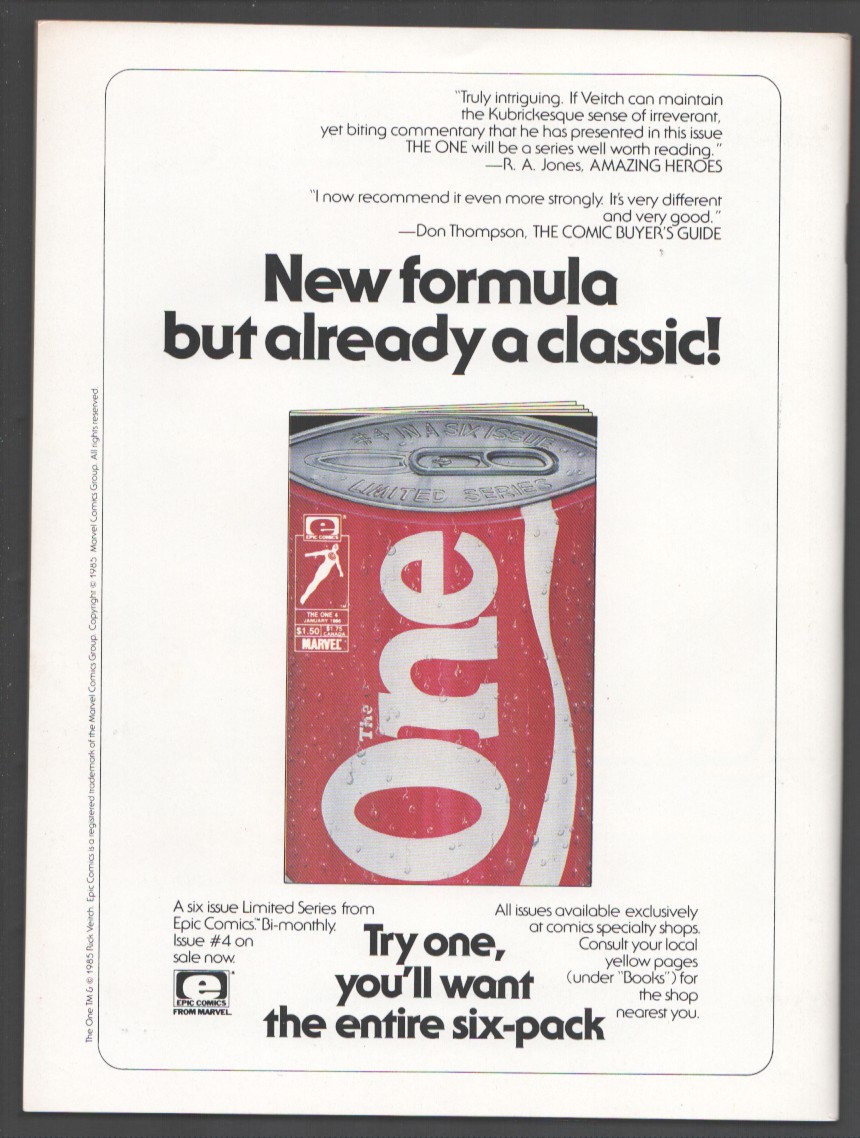 "Truly intriguing. If Veitch can maintain
the Kubrickesque sense of irreverant,
yet biting commentary that he has presented in this issue
THE ONE will be a series well worth reading."
—R. A. Jones, AMAZING HEROES
"I now recommend it even more strongly. It's very different
and very good."
—Don Thompson, THE COMIC BUYER'S GUIDE
New formula
but already a classic!
#4 IN A SIX ISSUE
LIMITED SERIES
e
EPIC COMICS
THE ONE 4
JANUARY 1986
$1.50 $1.75
CANADA
MARVEL
The
One
A six issue Limited Series from
Epic Comics.™ Bi-monthly.
Issue #4 on
sale now.
e
EPIC COMICS
FROM MARVEL.
Try one,
you'll want
the entire six-pack
All issues available exclusively
at comics specialty shops.
Consult your local
yellow pages
(under "Books") for
the shop
nearest you.
The One TM & © 1985 Rick Veitch. Epic Comics is a registered trademark of the Marvel Comics Group. Copyright © 1985 Marvel Comics Group. All rights reserved.